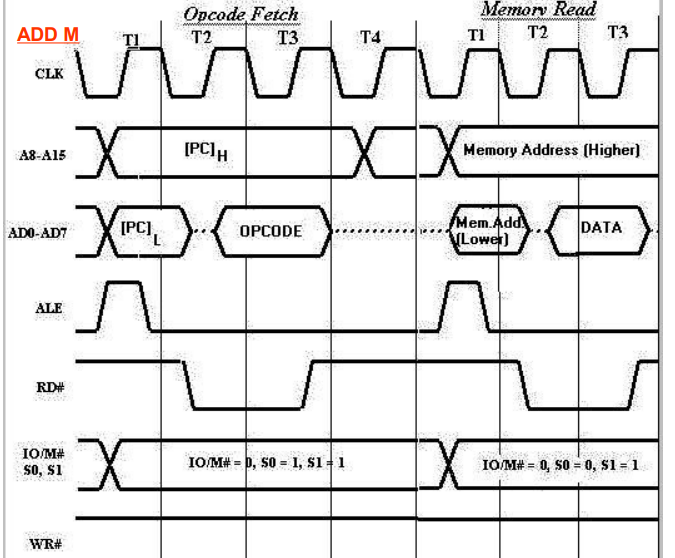 Opcode Fetch
Memory Read
ADD M
T1 T2 T3 T4 T1 T2 T3
CLK
A8-A15
[PC]H
Memory Address (Higher)
AD0-AD7
[PC]L
OPCODE
Mem.Add.
(Lower)
DATA
ALE
RD#
IO/M#
S0, S1
IO/M# = 0, S0 = 1, S1 = 1
IO/M# = 0, S0 = 0, S1 = 1
WR#